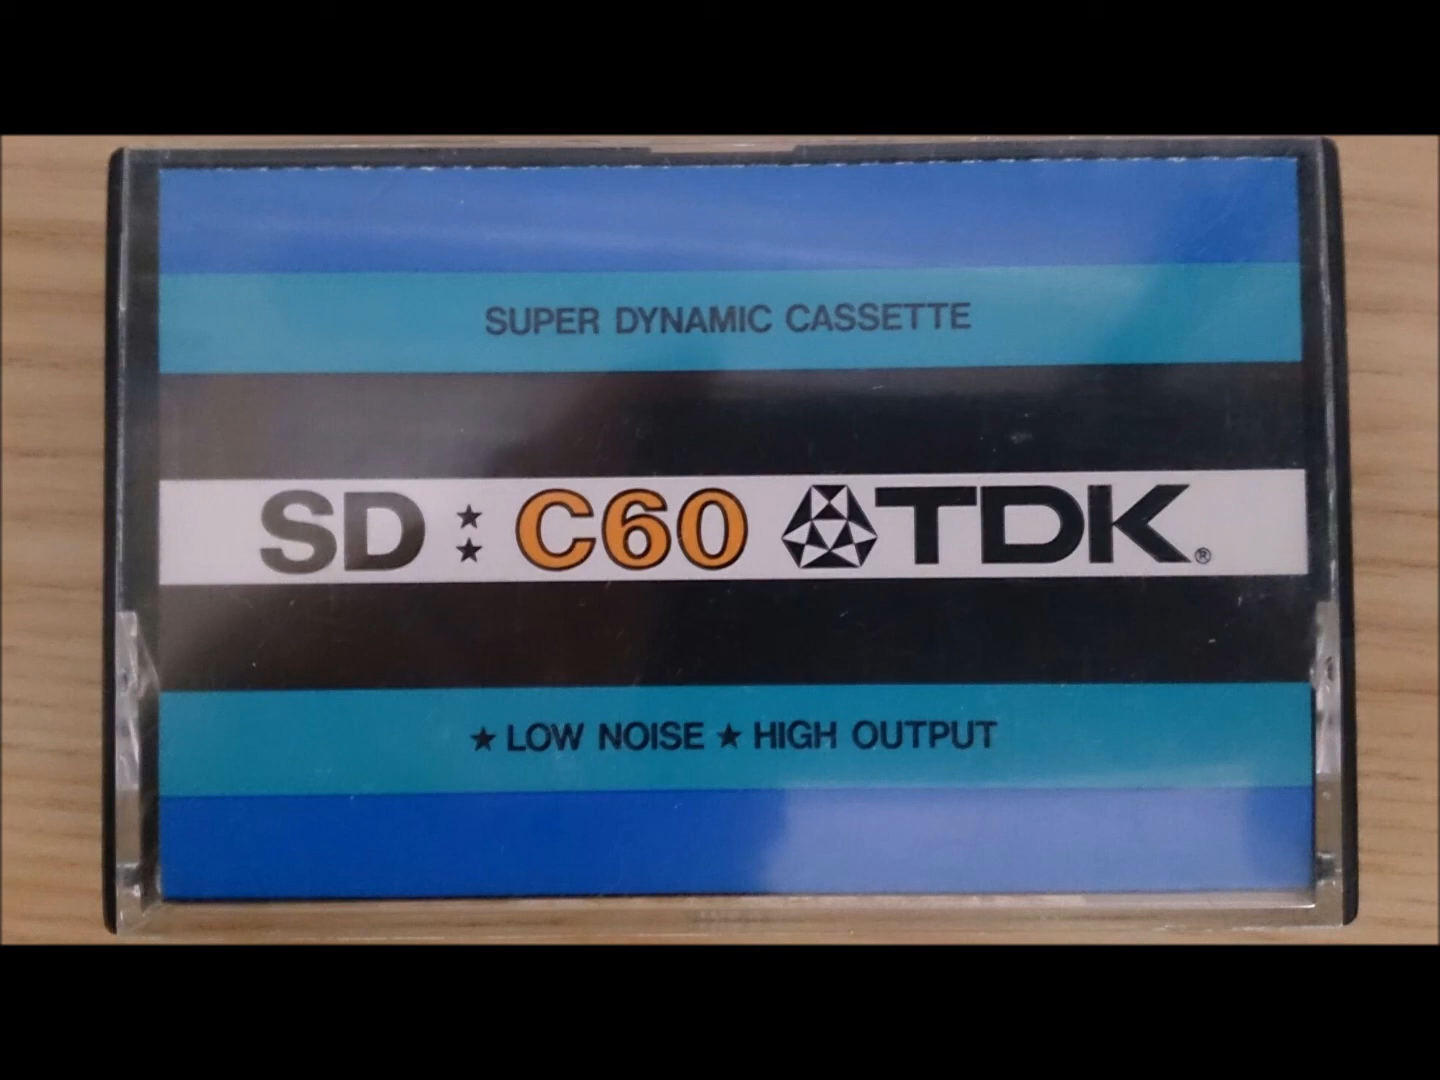 SUPER DYNAMIC CASSETTE
SD ★★ C60 TDK®
★ LOW NOISE ★ HIGH OUTPUT